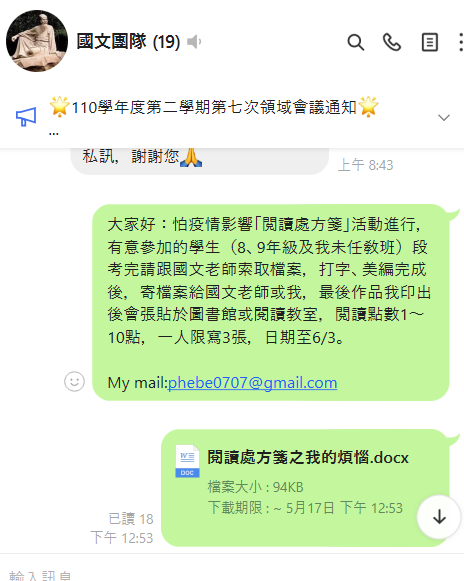 國文團隊 (19)
🌟110學年度第二學期第七次領域會議通知🌟
...
私訊，謝謝您🙏
上午 8:43
大家好：怕疫情影響｢閱讀處方箋｣活動進行，
有意參加的學生（8、9年級及我未任教班）段
考完請跟國文老師索取檔案，打字、美編完成
後，寄檔案給國文老師或我，最後作品我印出
後會張貼於圖書館或閱讀教室，閱讀點數1～
10點，一人限寫3張，日期至6/3。
My mail:phebe0707@gmail.com
DOC
閱讀處方箋之我的煩惱.docx
檔案大小 : 94KB
下載期限 : ~ 5月17日 下午 12:53
已讀 18
下午 12:53
輸入訊息